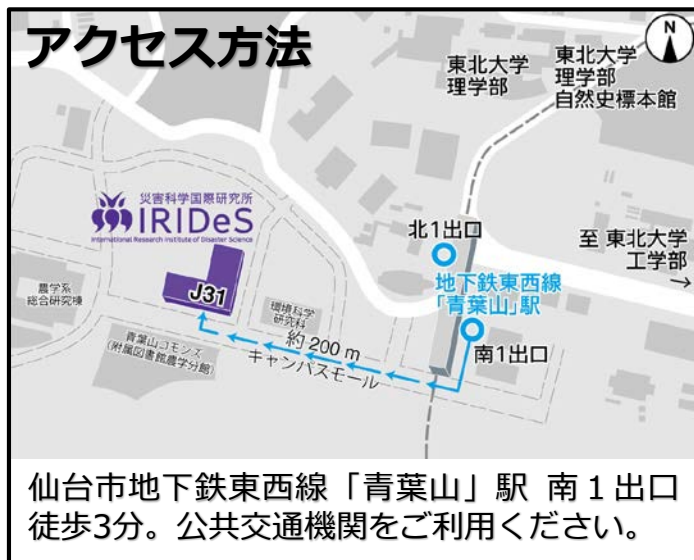 アクセス方法
N
東北大学
理学部
東北大学
理学部
自然史標本館
災害科学国際研究所
IRIDeS
International Research Institute of Disaster Science
J31
北1出口
地下鉄東西線
「青葉山」駅
至 東北大学
工学部
→
南1出口
農学系
総合研究棟
環境科学
研究科
青葉山コモンズ
(附属図書館農学分館)
約 200 m
キャンパスモール
仙台市地下鉄東西線「青葉山」駅 南１出口
徒歩3分。公共交通機関をご利用ください。